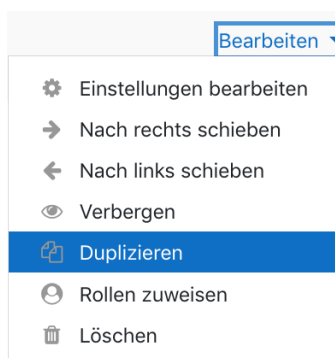 Bearbeiten
Einstellungen bearbeiten
Nach rechts schieben
Nach links schieben
Verbergen
Duplizieren
Rollen zuweisen
Löschen